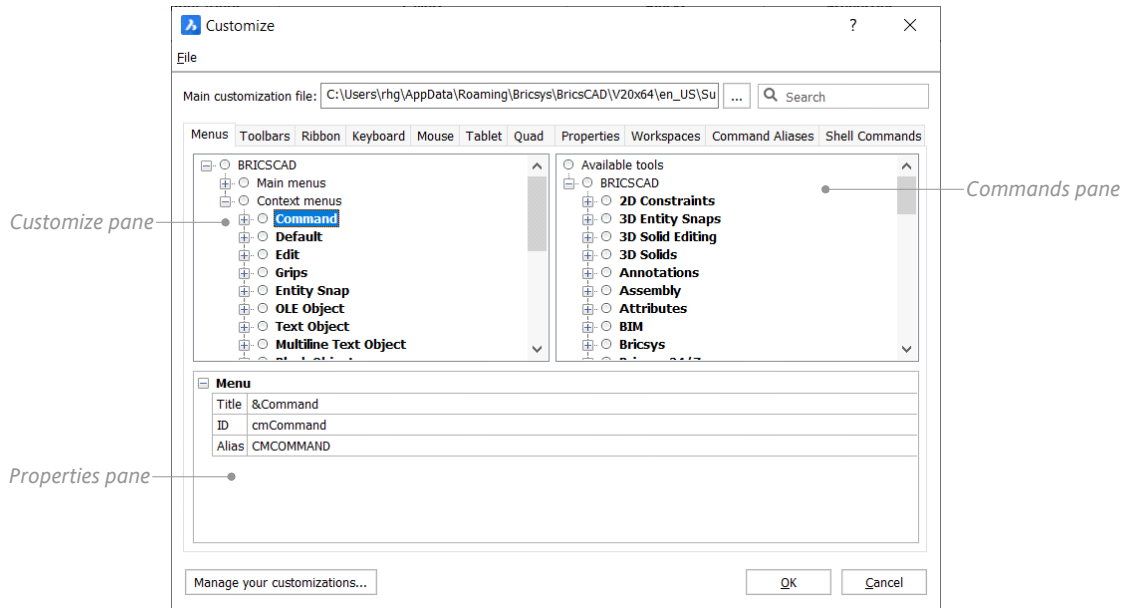 Customize
?
File
Main customization file: C:\Users\rhg\AppData\Roaming\Bricsys\BricsCAD\V20x64\en_US\Su ... Search
Menus Toolbars Ribbon Keyboard Mouse Tablet Quad Properties Workspaces Command Aliases Shell Commands
BRICSCAD
Main menus
Context menus
Command
Default
Edit
Grips
Entity Snap
OLE Object
Text Object
Multiline Text Object
Available tools
BRICSCAD
2D Constraints
3D Entity Snaps
3D Solid Editing
3D Solids
Annotations
Assembly
Attributes
BIM
Bricsys
Customize pane
Commands pane
Menu
Title &Command
ID cmCommand
Alias CMCOMMAND
Properties pane
Manage your customizations... OK Cancel